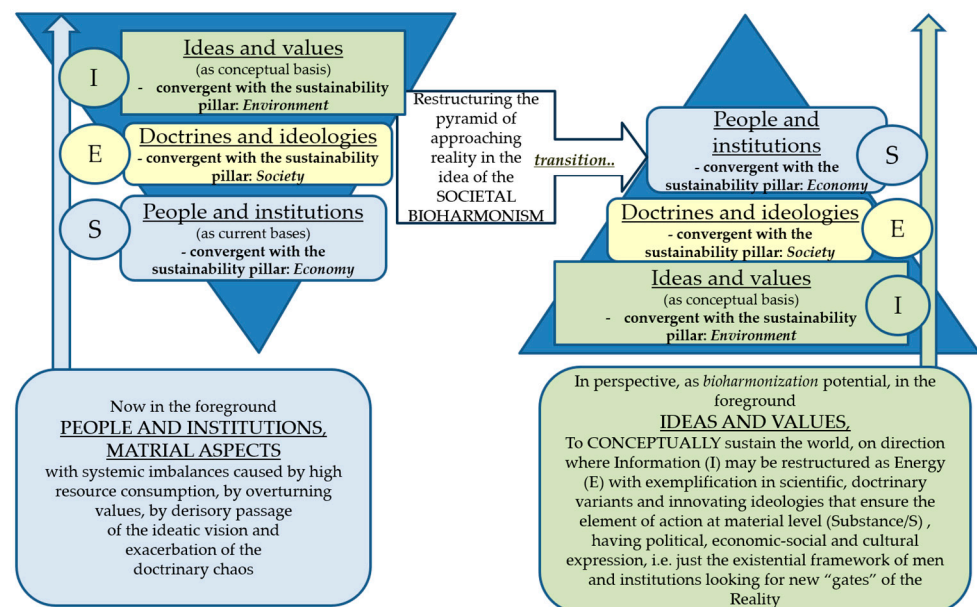 I
Ideas and values
(as conceptual basis)
- convergent with the sustainability
pillar: Environment
E
Doctrines and ideologies
- convergent with the sustainability
pillar: Society
S
People and institutions
(as current bases)
- convergent with the
sustainability pillar: Economy
Restructuring the
pyramid of
approaching
reality in the
idea of the
SOCIETAL
BIOHARMONISM
transition..
People and
institutions
- convergent with the
sustainability pillar: Economy
S
Doctrines and ideologies
- convergent with the
sustainability pillar: Society
E
Ideas and values
(as conceptual basis)
- convergent with the sustainability
pillar: Environment
I
Now in the foreground
PEOPLE AND INSTITUTIONS,
MATRIAL ASPECTS
with systemic imbalances caused by high
resource consumption, by overturning
values, by derisory passage
of the ideatic vision and
exacerbation of the
doctrinary chaos
In perspective, as bioharmonization potential, in the
foreground
IDEAS AND VALUES,
To CONCEPTUALLY sustain the world, on direction
where Information (I) may be restructured as Energy
(E) with exemplification in scientific, doctrinary
variants and innovating ideologies that ensure the
element of action at material level (Substance/S) ,
having political, economic-social and cultural
expression, i.e. just the existential framework of men
and institutions looking for new “gates” of the
Reality